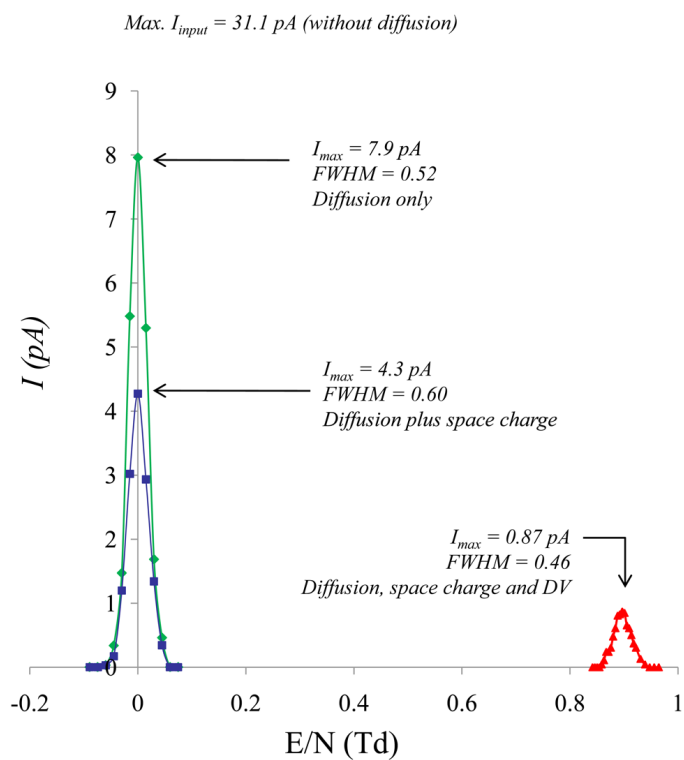 Max. I_input = 31.1 pA (without diffusion)
9
8
7
6
5
4
3
2
1
0
I (pA)
I_max = 7.9 pA
FWHM = 0.52
Diffusion only
I_max = 4.3 pA
FWHM = 0.60
Diffusion plus space charge
I_max = 0.87 pA
FWHM = 0.46
Diffusion, space charge and DV
-0.2 0 0.2 0.4 0.6 0.8 1
E/N (Td)